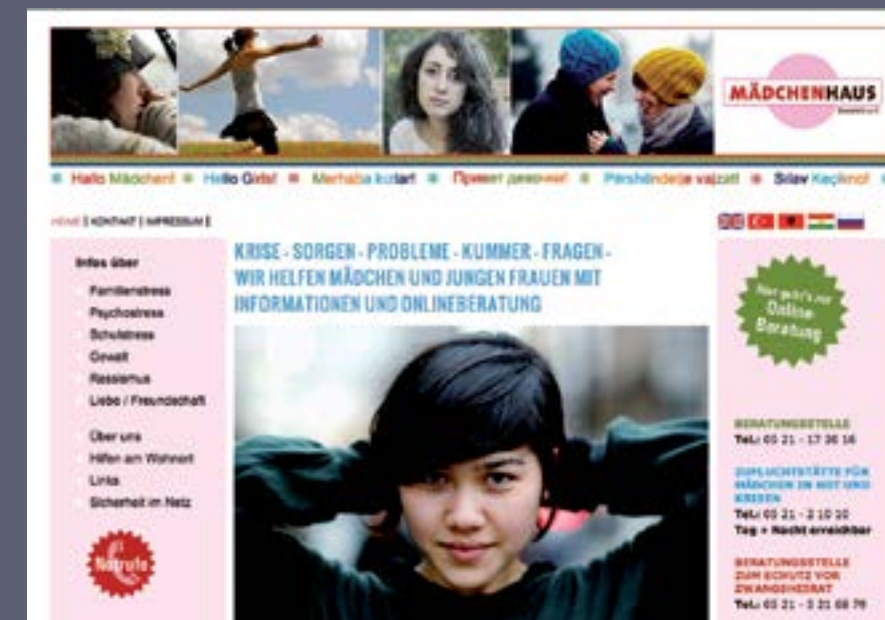 MÄDCHENHAUS
Hallo Mädchen! Hello Girls! Merhaba kızlar! Привет девочки! Përshëndetje vajzat! Silav Keçikno!
HOME | KONTAKT | IMPRESSUM |
Infos über
Familienstress
Psychostress
Schulstress
Gewalt
Rassismus
Liebe / Freundschaft
Über uns
Hilfen am Wohnort
Links
Sicherheit im Netz
Notrufe
KRISE - SORGEN - PROBLEME - KUMMER - FRAGEN -
WIR HELFEN MÄDCHEN UND JUNGEN FRAUEN MIT
INFORMATIONEN UND ONLINEBERATUNG
Hier geht's zur
Online-
Beratung
BERATUNGSSTELLE
Tel.: 05 21 - 17 36 16
ZUFLUCHTSTÄTTE FÜR
MÄDCHEN IN NOT UND
KRISEN
Tel.: 05 21 - 2 10 10
Tag + Nacht erreichbar
BERATUNGSSTELLE
ZUM SCHUTZ VOR
ZWANGSHEIRAT
Tel.: 05 21 - 5 21 68 79